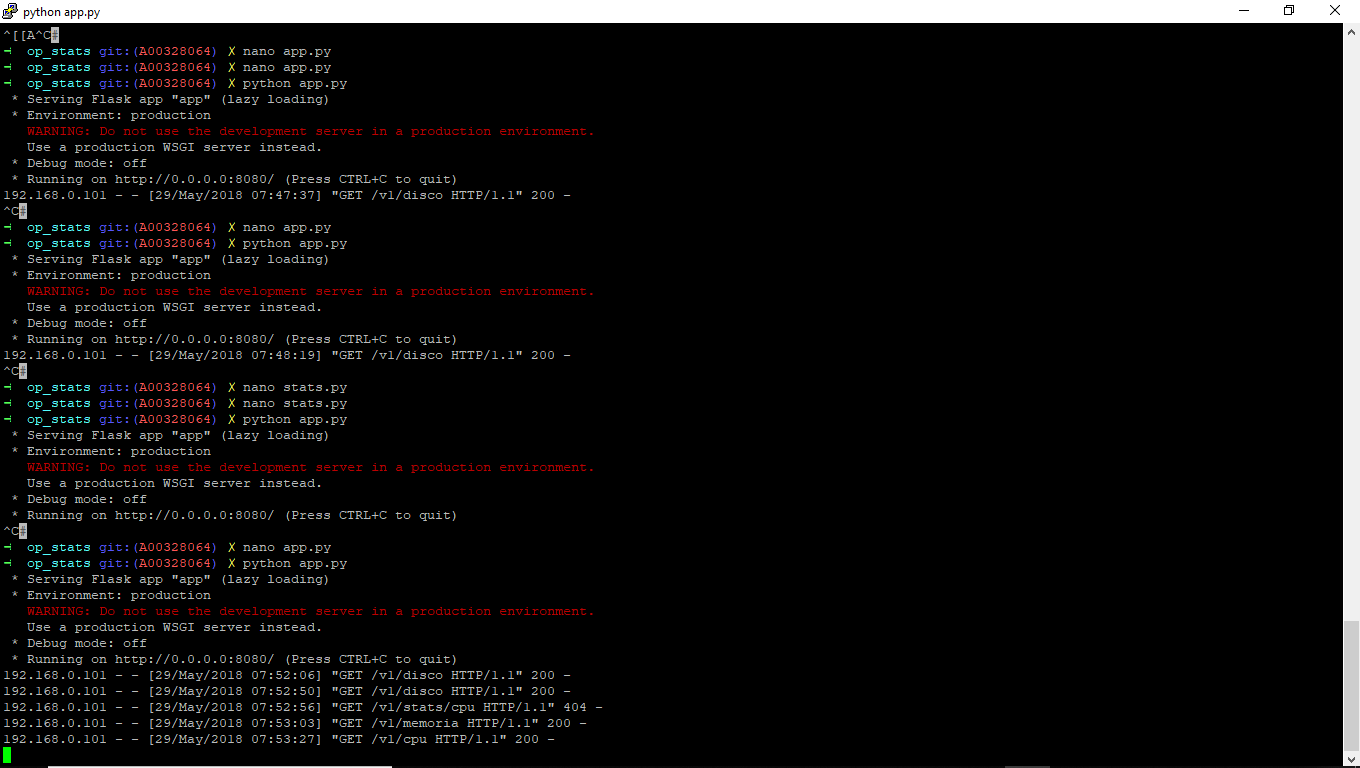 python app.py
^[[A^C#
→ op_stats git:(A00328064) X nano app.py
→ op_stats git:(A00328064) X nano app.py
→ op_stats git:(A00328064) X python app.py
* Serving Flask app "app" (lazy loading)
* Environment: production
WARNING: Do not use the development server in a production environment.
Use a production WSGI server instead.
* Debug mode: off
* Running on http://0.0.0.0:8080/ (Press CTRL+C to quit)
192.168.0.101 - - [29/May/2018 07:47:37] "GET /v1/disco HTTP/1.1" 200 -
^C#
→ op_stats git:(A00328064) X nano app.py
→ op_stats git:(A00328064) X python app.py
* Serving Flask app "app" (lazy loading)
* Environment: production
WARNING: Do not use the development server in a production environment.
Use a production WSGI server instead.
* Debug mode: off
* Running on http://0.0.0.0:8080/ (Press CTRL+C to quit)
192.168.0.101 - - [29/May/2018 07:48:19] "GET /v1/disco HTTP/1.1" 200 -
^C#
→ op_stats git:(A00328064) X nano stats.py
→ op_stats git:(A00328064) X nano stats.py
→ op_stats git:(A00328064) X python app.py
* Serving Flask app "app" (lazy loading)
* Environment: production
WARNING: Do not use the development server in a production environment.
Use a production WSGI server instead.
* Debug mode: off
* Running on http://0.0.0.0:8080/ (Press CTRL+C to quit)
^C#
→ op_stats git:(A00328064) X nano app.py
→ op_stats git:(A00328064) X python app.py
* Serving Flask app "app" (lazy loading)
* Environment: production
WARNING: Do not use the development server in a production environment.
Use a production WSGI server instead.
* Debug mode: off
* Running on http://0.0.0.0:8080/ (Press CTRL+C to quit)
192.168.0.101 - - [29/May/2018 07:52:06] "GET /v1/disco HTTP/1.1" 200 -
192.168.0.101 - - [29/May/2018 07:52:50] "GET /v1/disco HTTP/1.1" 200 -
192.168.0.101 - - [29/May/2018 07:52:56] "GET /v1/stats/cpu HTTP/1.1" 404 -
192.168.0.101 - - [29/May/2018 07:53:03] "GET /v1/memoria HTTP/1.1" 200 -
192.168.0.101 - - [29/May/2018 07:53:27] "GET /v1/cpu HTTP/1.1" 200 -